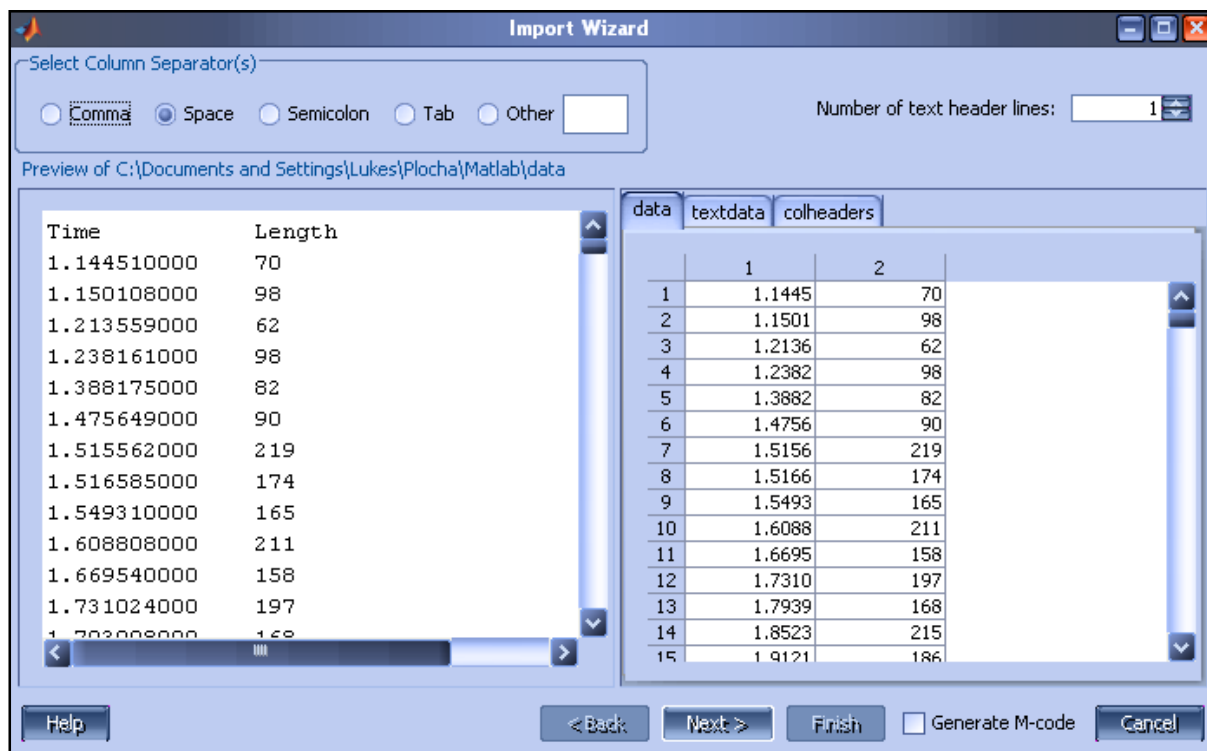 Import Wizard
Select Column Separator(s)
Comma Space Semicolon Tab Other
Number of text header lines: 1
Preview of C:\Documents and Settings\Lukes\Plocha\Matlab\data
Time Length
1.144510000 70
1.150108000 98
1.213559000 62
1.238161000 98
1.388175000 82
1.475649000 90
1.515562000 219
1.516585000 174
1.549310000 165
1.608808000 211
1.669540000 158
1.731024000 197
168
data textdata colheaders
1 2
1 1.1445 70
2 1.1501 98
3 1.2136 62
4 1.2382 98
5 1.3882 82
6 1.4756 90
7 1.5156 219
8 1.5166 174
9 1.5493 165
10 1.6088 211
11 1.6695 158
12 1.7310 197
13 1.7939 168
14 1.8523 215
15 1.9121 186
Help
< Back Next > Finish Generate M-code Cancel